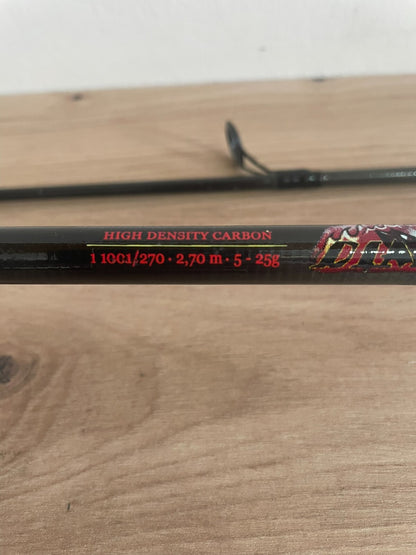 HIGH DENSITY CARBON
1 1001/270 · 2,70 m · 5 - 25g